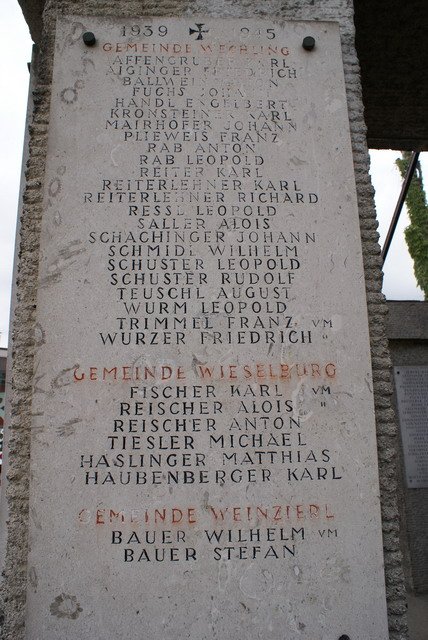 1939 1945
GEMEINDE WECHLING
AFFENGRUBER KARL
AIGINGER FRIEDRICH
FUCHS
HANDL ENGELBERT
KRONSTEINER KARL
MAIRHOFER JOHANN
PLIEWEIS FRANZ
RAB ANTON
RAB LEOPOLD
REITER KARL
REITERLEHNER KARL
REITERLEHNER RICHARD
RESSL LEOPOLD
SALLER ALOIS
SCHACHINGER JOHANN
SCHMID WILHELM
SCHUSTER LEOPOLD
SCHUSTER RUDOLF
TEUSCHL AUGUST
WURM LEOPOLD
TRIMMEL FRANZ VM
WURZER FRIEDRICH "
GEMEINDE WIESELBURG
FISCHER KARL VM
REISCHER ALOIS "
REISCHER ANTON
TIESLER MICHAEL
HASLINGER MATTHIAS
HAUBENBERGER KARL
GEMEINDE WEINZIERL
BAUER WILHELM VM
BAUER STEFAN